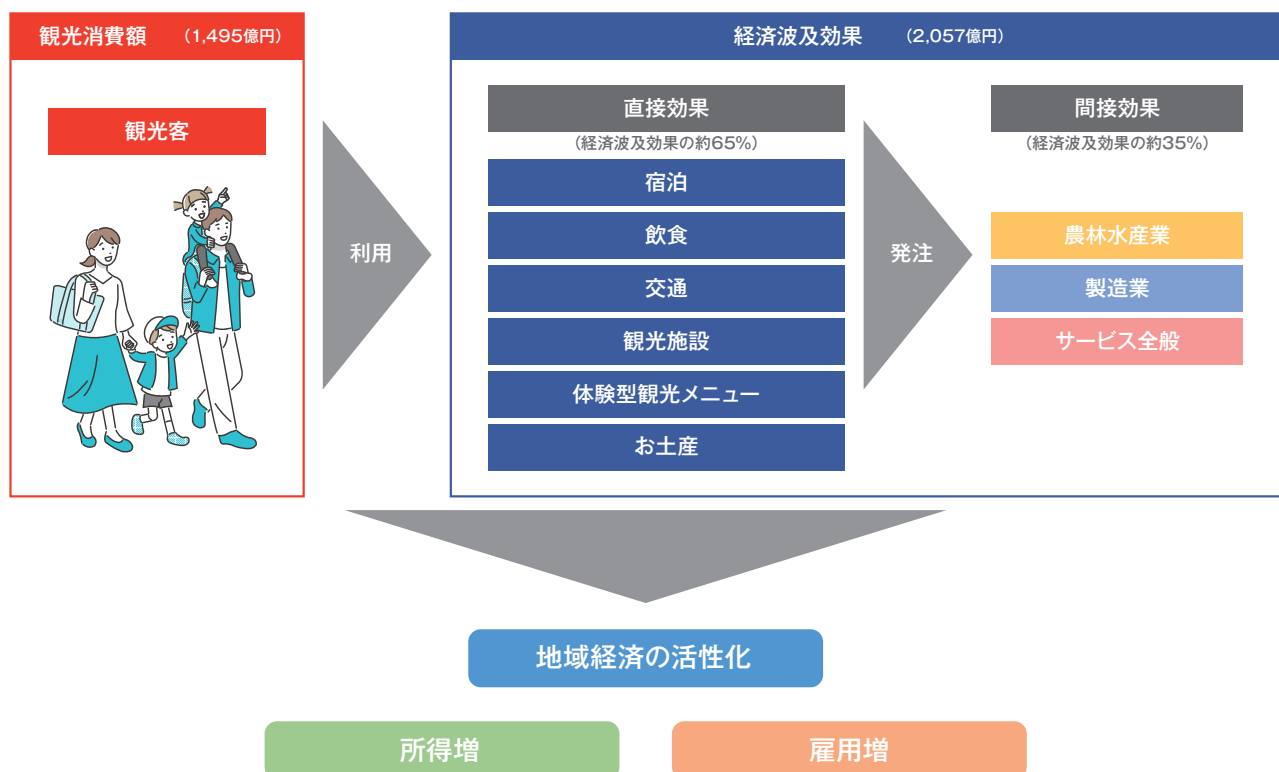 観光消費額 （1,495億円）
経済波及効果 （2,057億円）
観光客
利用
直接効果
（経済波及効果の約65%）
宿泊
飲食
交通
観光施設
体験型観光メニュー
お土産
発注
間接効果
（経済波及効果の約35%）
農林水産業
製造業
サービス全般
地域経済の活性化
所得増
雇用増